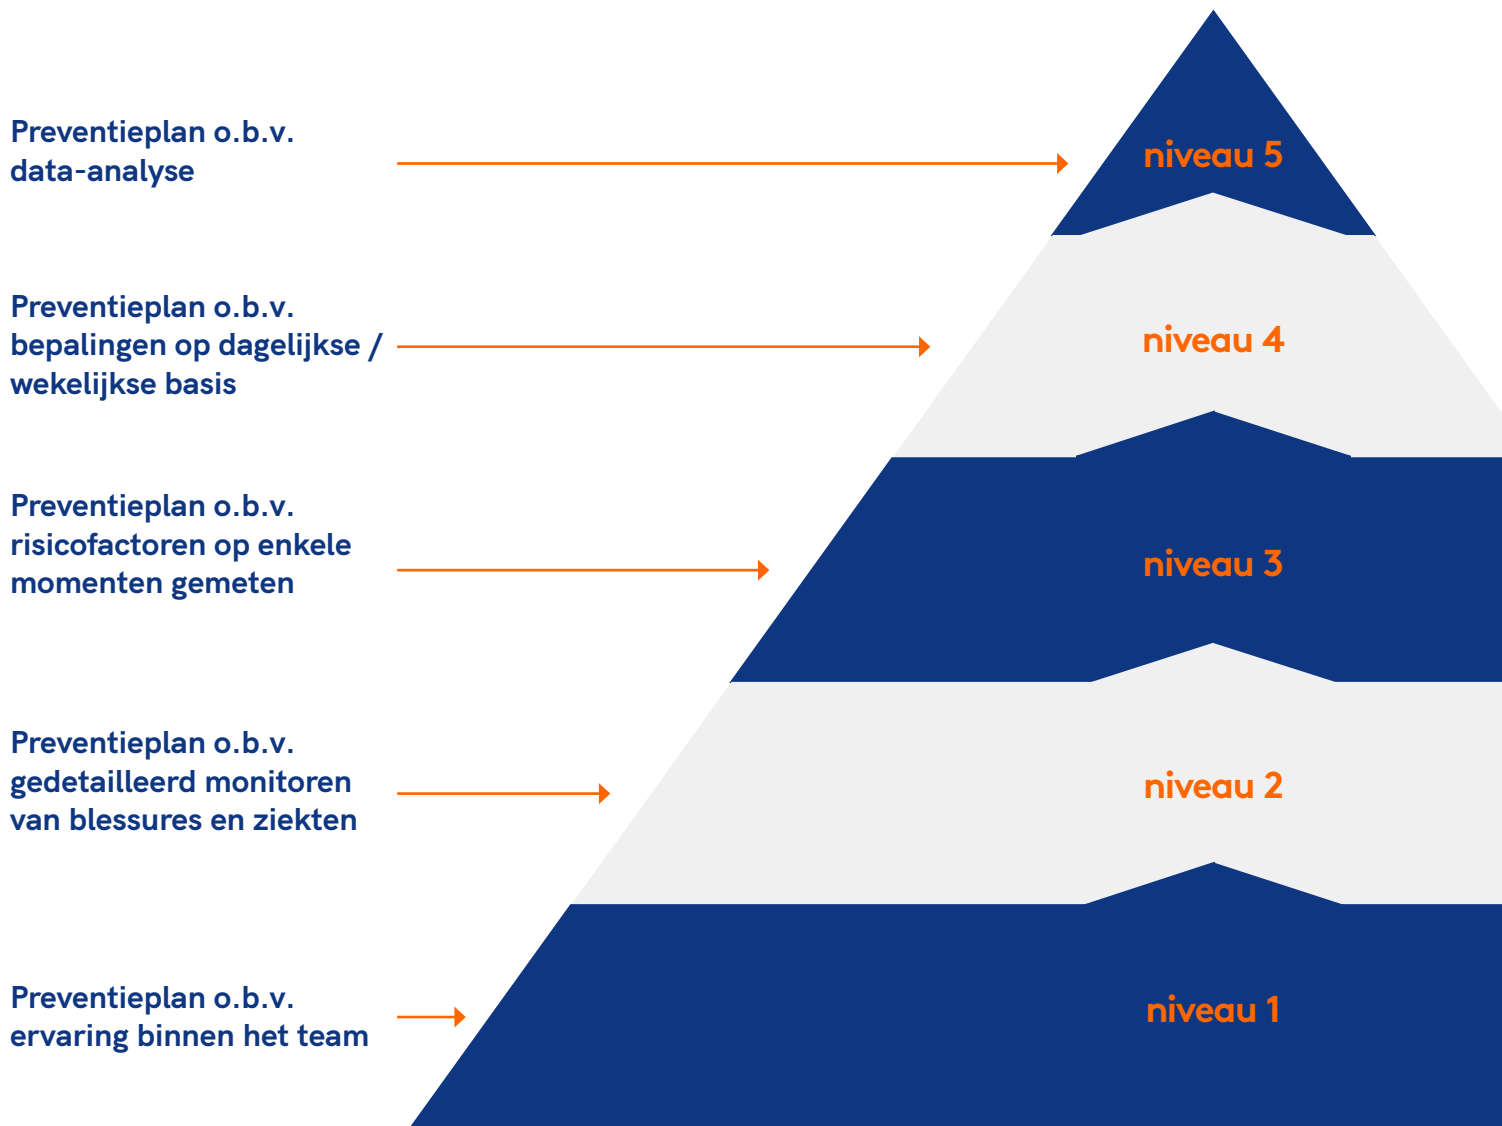 Preventieplan o.b.v.
data-analyse
niveau 5
Preventieplan o.b.v.
bepalingen op dagelijkse /
wekelijkse basis
niveau 4
Preventieplan o.b.v.
risicofactoren op enkele
momenten gemeten
niveau 3
Preventieplan o.b.v.
gedetailleerd monitoren
van blessures en ziekten
niveau 2
Preventieplan o.b.v.
ervaring binnen het team
niveau 1